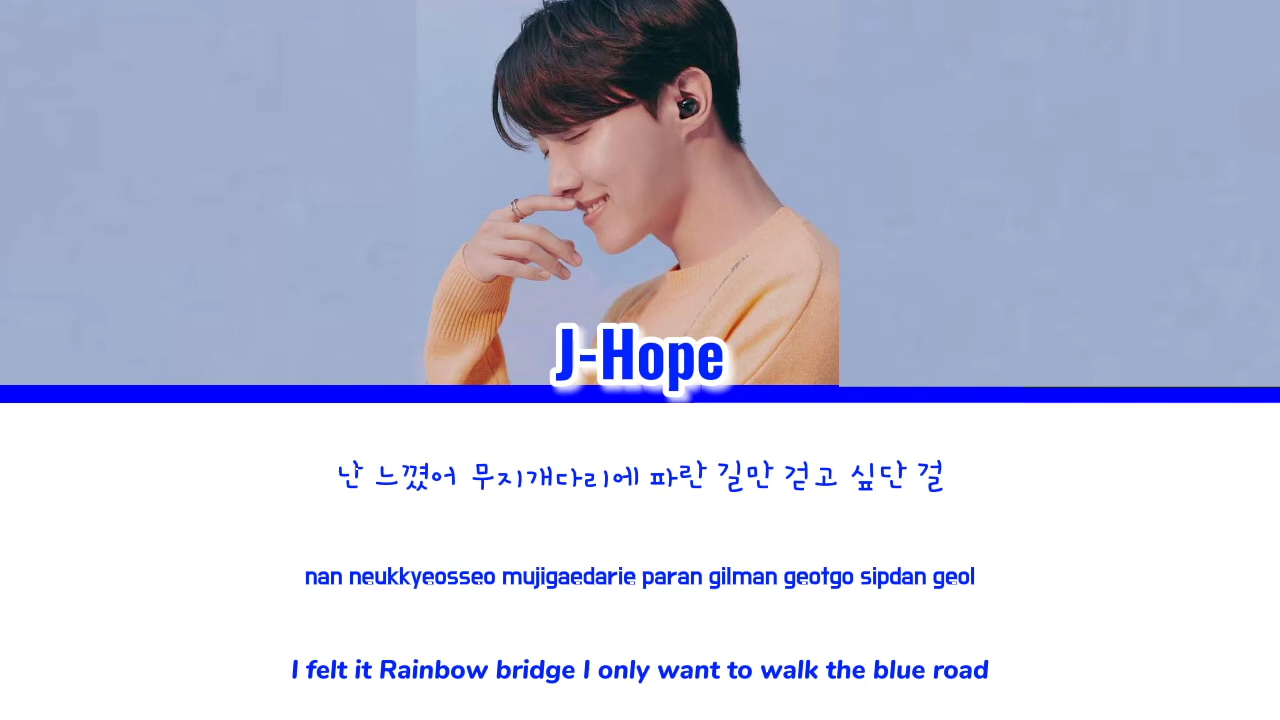 J-Hope
난 느꼈어 무지개다리에 파란 길만 걷고 싶단 걸
nan neukkyeosseo mujigaedarie paran gilman geotgo sipdan geol
I felt it Rainbow bridge I only want to walk the blue road